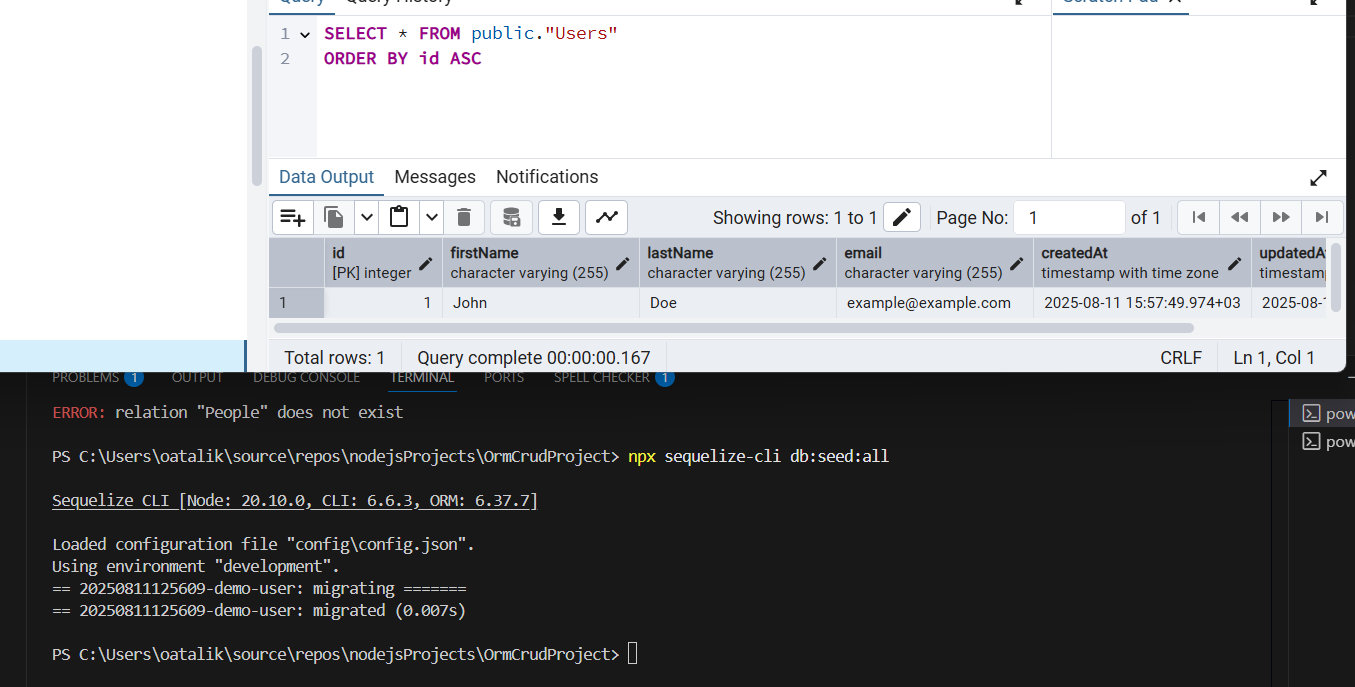 Query Query History Scratch Pad X
1 SELECT * FROM public."Users"
2 ORDER BY id ASC
Data Output Messages Notifications
Showing rows: 1 to 1 Page No: 1 of 1
id firstName lastName email createdAt updatedAt
[PK] integer character varying (255) character varying (255) character varying (255) timestamp with time zone timestamp
1 1 John Doe example@example.com 2025-08-11 15:57:49.974+03 2025-08-1
Total rows: 1 Query complete 00:00:00.167 CRLF Ln 1, Col 1
PROBLEMS 1 OUTPUT DEBUG CONSOLE TERMINAL PORTS SPELL CHECKER 1
ERROR: relation "People" does not exist
pow
PS C:\Users\oatalik\source\repos\nodejsProjects\OrmCrudProject> npx sequelize-cli db:seed:all
pow
Sequelize CLI [Node: 20.10.0, CLI: 6.6.3, ORM: 6.37.7]
Loaded configuration file "config\config.json".
Using environment "development".
== 20250811125609-demo-user: migrating =======
== 20250811125609-demo-user: migrated (0.007s)
PS C:\Users\oatalik\source\repos\nodejsProjects\OrmCrudProject>